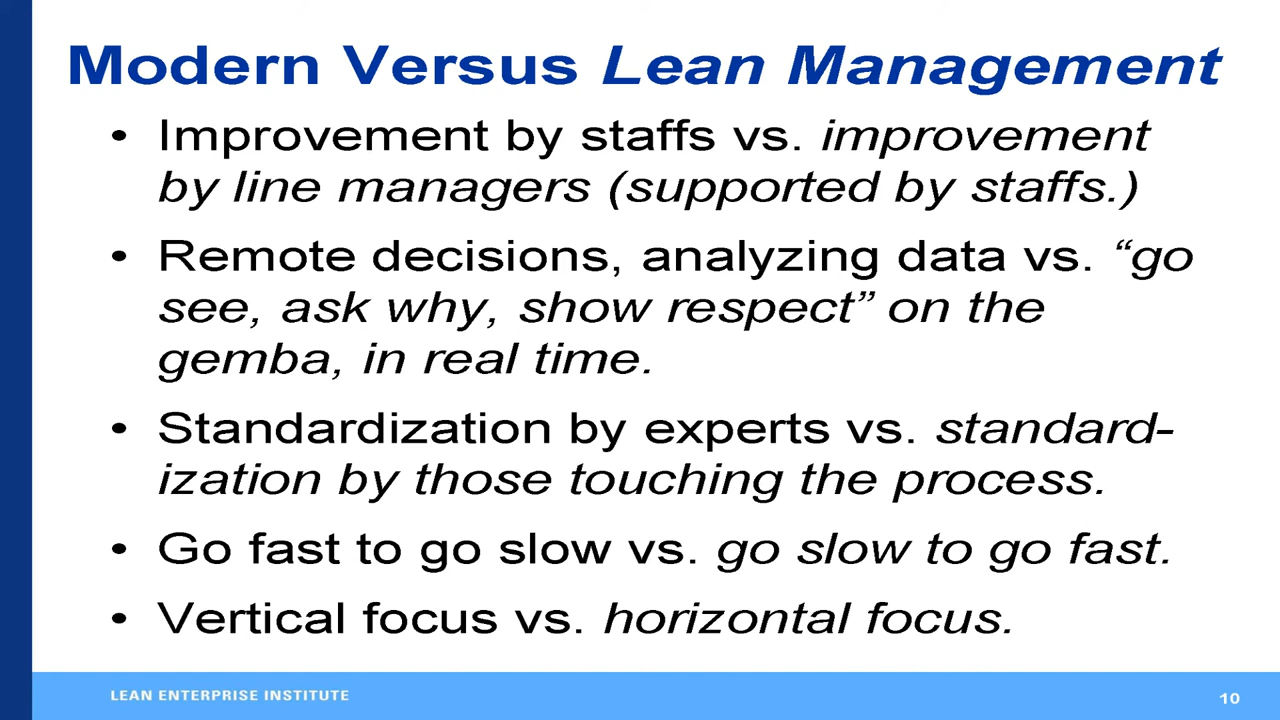 Modern Versus Lean Management
• Improvement by staffs vs. improvement
by line managers (supported by staffs.)
• Remote decisions, analyzing data vs. “go
see, ask why, show respect” on the
gemba, in real time.
• Standardization by experts vs. standard-
ization by those touching the process.
• Go fast to go slow vs. go slow to go fast.
• Vertical focus vs. horizontal focus.
LEAN ENTERPRISE INSTITUTE
10